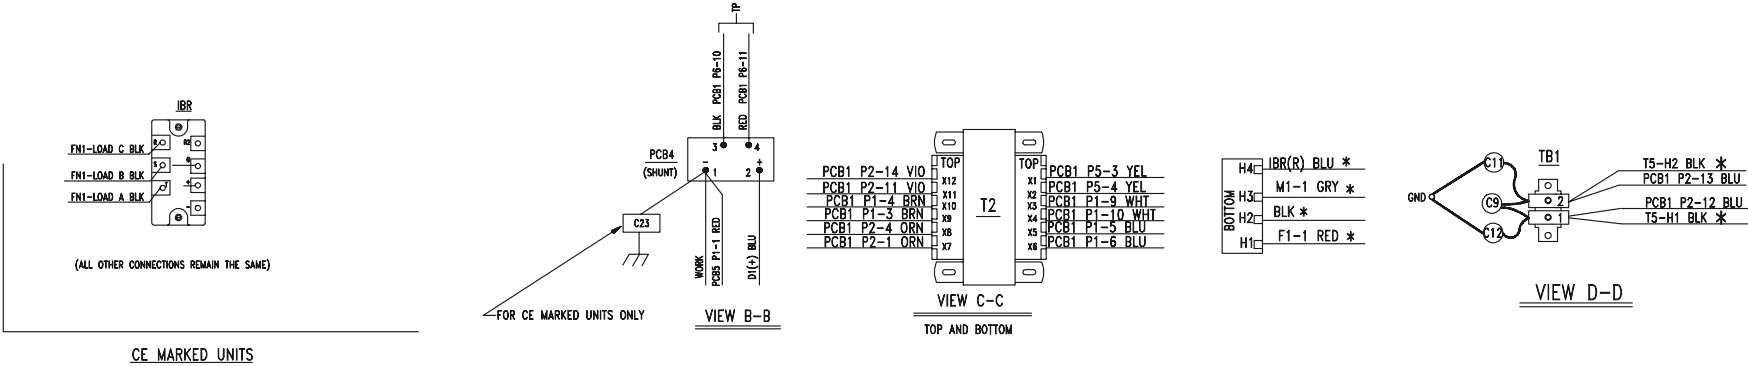 IBR
R
R2
FN1-LOAD C BLK
S
FN1-LOAD B BLK
+
FN1-LOAD A BLK
-
(ALL OTHER CONNECTIONS REMAIN THE SAME)
CE MARKED UNITS
TP
PCB1 P6-10
PCB1 P6-11
BLK
RED
3
4
PCB4
(SHUNT)
-
+
1
2
C23
WORK
PCB5 P1-1 RED
D1(+) BLU
FOR CE MARKED UNITS ONLY
VIEW B-B
TOP
TOP
PCB1 P2-14 VIO
X12
PCB1 P2-11 VIO
X11
PCB1 P1-4 BRN
X10
PCB1 P1-3 BRN
X9
PCB1 P2-4 ORN
X8
PCB1 P2-1 ORN
X7
T2
X1
PCB1 P5-3 YEL
X2
PCB1 P5-4 YEL
X3
PCB1 P1-9 WHT
X4
PCB1 P1-10 WHT
X5
PCB1 P1-5 BLU
X6
PCB1 P1-6 BLU
VIEW C-C
TOP AND BOTTOM
BOTTOM
H4
IBR(R) BLU *
H3
M1-1 GRY *
H2
BLK *
H1
F1-1 RED *
GND
C11
C9
C12
TB1
2
1
T5-H2 BLK *
PCB1 P2-13 BLU
PCB1 P2-12 BLU
T5-H1 BLK *
VIEW D-D